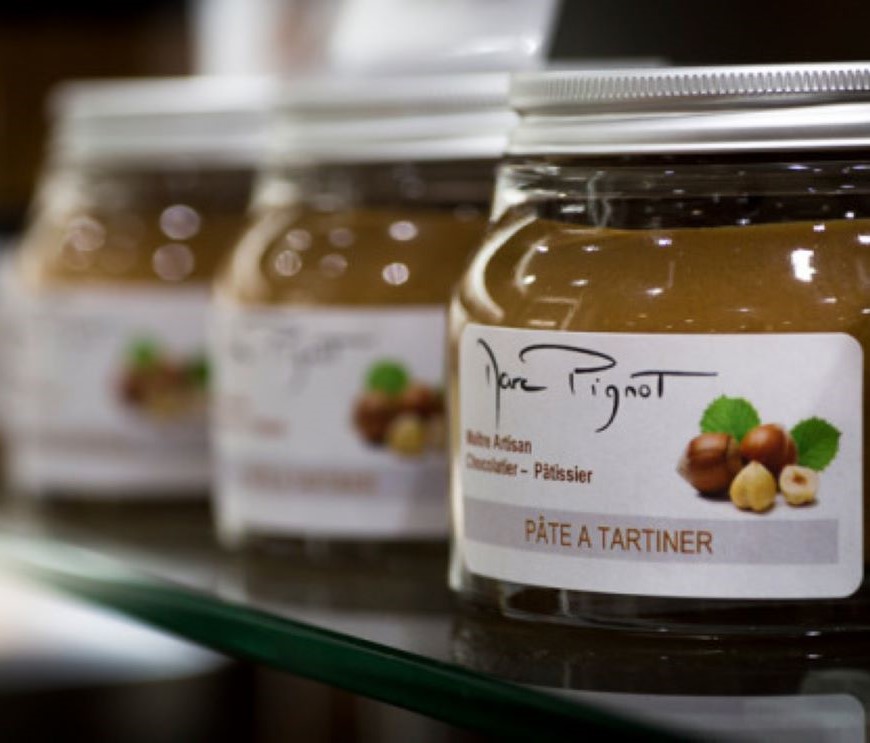 Marc Pignot
Maître Artisan
Chocolatier – Pâtissier
PÂTE A TARTINER